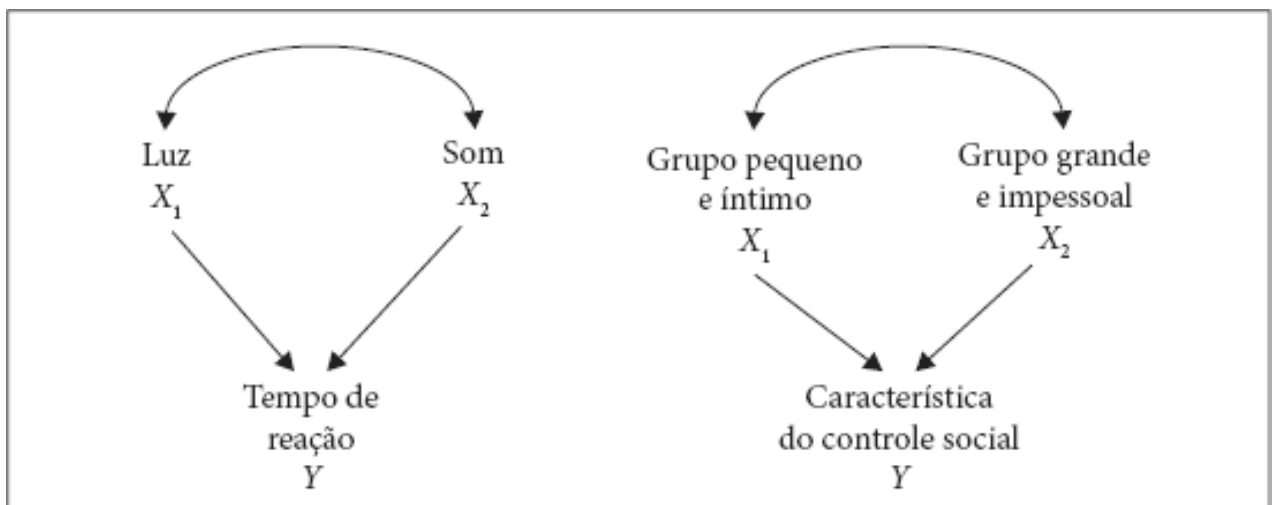 Luz
X1
Som
X2
Tempo de
reação
Y
Grupo pequeno
e íntimo
X1
Grupo grande
e impessoal
X2
Característica
do controle social
Y